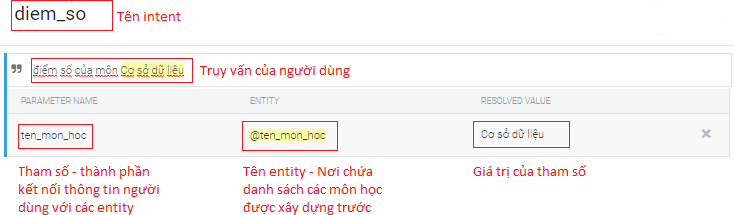 diem_so Tên intent
điểm số của môn Cơ sở dữ liệu Truy vấn của người dùng
PARAMETER NAME ENTITY RESOLVED VALUE
ten_mon_hoc @ten_mon_hoc Cơ sở dữ liệu
Tham số - thành phần
kết nối thông tin người
dùng với các entity
Tên entity - Nơi chứa
danh sách các môn học
được xây dựng trước
Giá trị của tham số